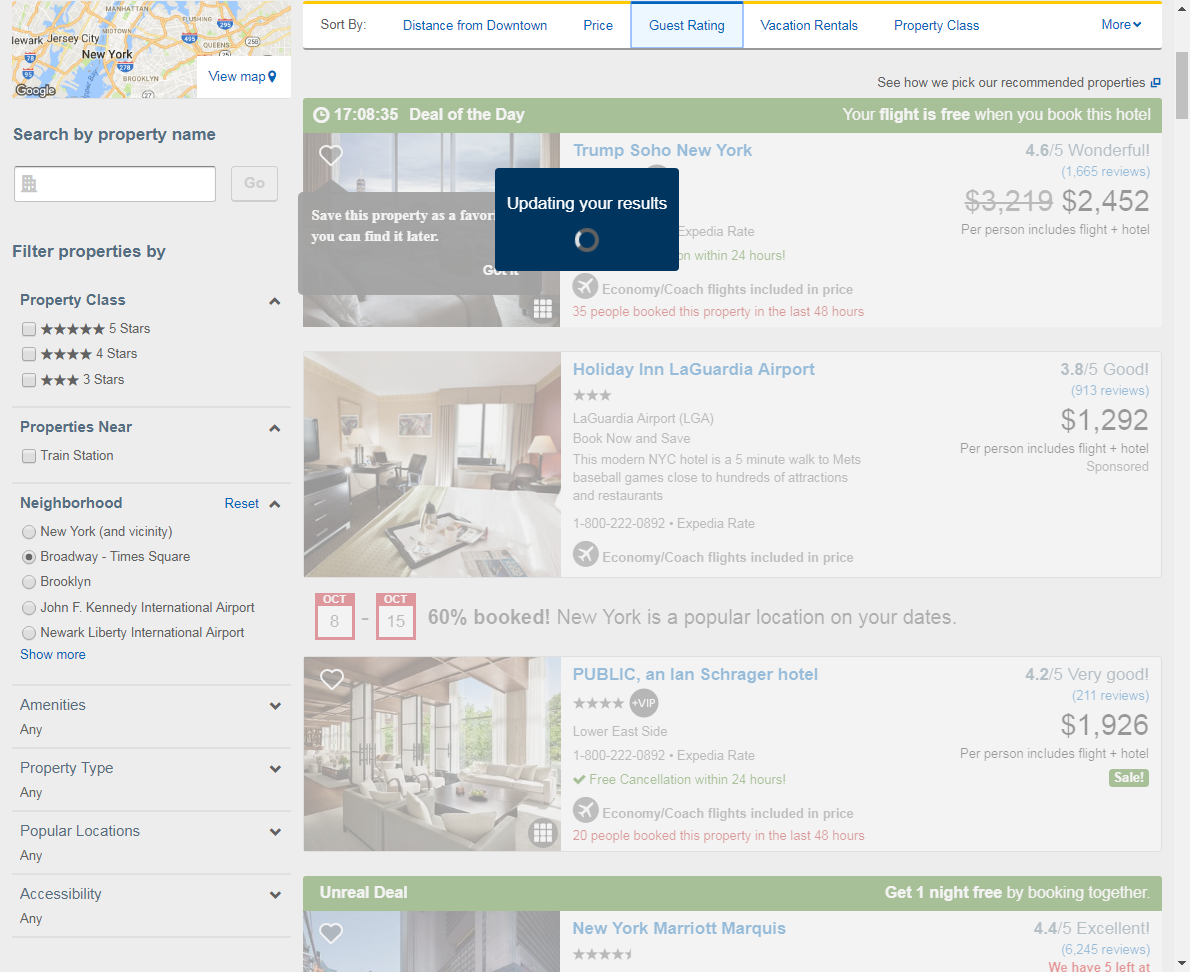 MANHATTAN
FLUSHING
495
lewark
Jersey City
MIDTOWN
495
QUEENS
258
New York
78
278
95
BROOKLYN
Google
27
View map
Search by property name
Go
Filter properties by
Property Class
5 Stars
4 Stars
3 Stars
Properties Near
Train Station
Neighborhood
Reset
New York (and vicinity)
Broadway - Times Square
Brooklyn
John F. Kennedy International Airport
Newark Liberty International Airport
Show more
Amenities
Any
Property Type
Any
Popular Locations
Any
Accessibility
Any
Sort By: Distance from Downtown Price Guest Rating Vacation Rentals Property Class More
See how we pick our recommended properties
17:08:35 Deal of the Day
Your flight is free when you book this hotel
Save this property as a favor
you can find it later.
Got it
Updating your results
Trump Soho New York
Expedia Rate
on within 24 hours!
Economy/Coach flights included in price
35 people booked this property in the last 48 hours
4.6/5 Wonderful!
(1,665 reviews)
$3,219 $2,452
Per person includes flight + hotel
Holiday Inn LaGuardia Airport
LaGuardia Airport (LGA)
Book Now and Save
This modern NYC hotel is a 5 minute walk to Mets
baseball games close to hundreds of attractions
and restaurants
1-800-222-0892 • Expedia Rate
Economy/Coach flights included in price
3.8/5 Good!
(913 reviews)
$1,292
Per person includes flight + hotel
Sponsored
OCT
8
-
OCT
15
60% booked! New York is a popular location on your dates.
PUBLIC, an Ian Schrager hotel
+VIP
Lower East Side
1-800-222-0892 • Expedia Rate
Free Cancellation within 24 hours!
Economy/Coach flights included in price
20 people booked this property in the last 48 hours
4.2/5 Very good!
(211 reviews)
$1,926
Per person includes flight + hotel
Sale!
Unreal Deal
Get 1 night free by booking together.
New York Marriott Marquis
4.4/5 Excellent!
(6,245 reviews)
We have 5 left at